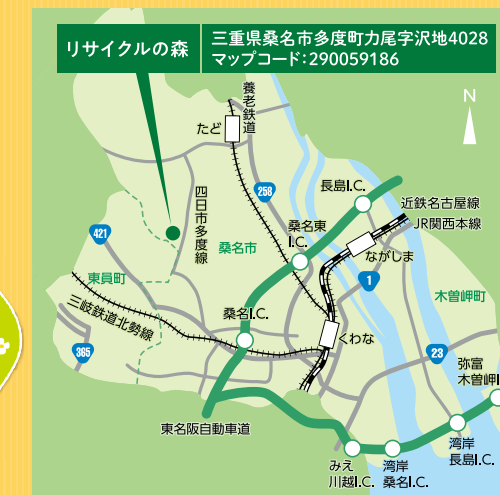 リサイクルの森
三重県桑名市多度町力尾字沢地4028
マップコード:290059186
N
養老鉄道
たど
四日市多度線
258
長島I.C.
近鉄名古屋線
JR関西本線
421
桑名市
桑名東
I.C.
ながしま
東員町
1
木曽岬町
三岐鉄道北勢線
桑名I.C.
くわな
365
23
弥富
木曽岬I
東名阪自動車道
みえ
川越I.C.
湾岸
桑名I.C.
湾岸
長島I.C.